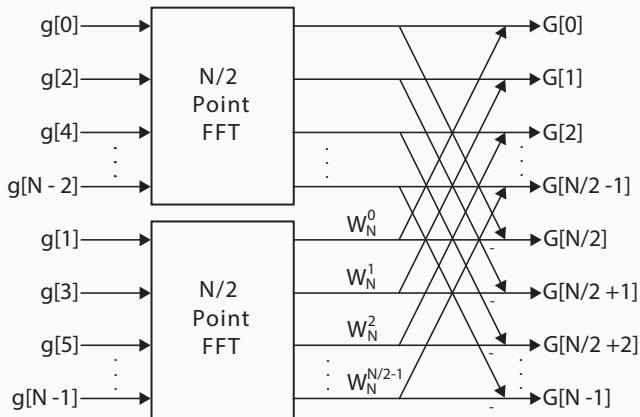 g[0]
g[2]
g[4]
g[N - 2]
N/2
Point
FFT
G[0]
G[1]
G[2]
G[N/2 -1]
g[1]
g[3]
g[5]
g[N -1]
N/2
Point
FFT
W_N^0
W_N^1
W_N^2
W_N^{N/2-1}
-
-
-
-
G[N/2]
G[N/2 +1]
G[N/2 +2]
G[N -1]